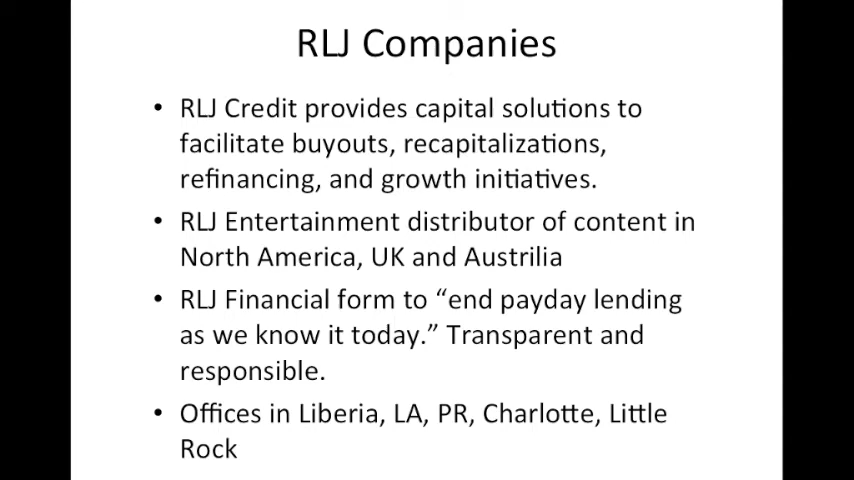 RLJ Companies
• RLJ Credit provides capital solutions to
facilitate buyouts, recapitalizations,
refinancing, and growth initiatives.
• RLJ Entertainment distributor of content in
North America, UK and Austrilia
• RLJ Financial form to “end payday lending
as we know it today.” Transparent and
responsible.
• Offices in Liberia, LA, PR, Charlotte, Little
Rock